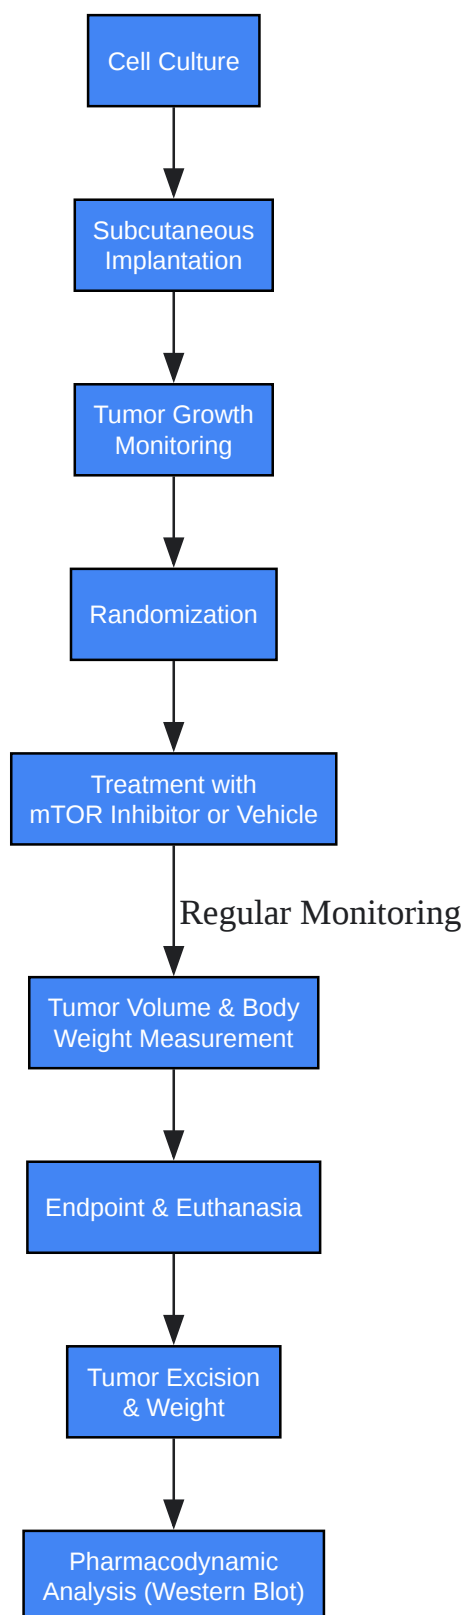 Cell Culture
Subcutaneous
Implantation
Tumor Growth
Monitoring
Randomization
Treatment with
mTOR Inhibitor or Vehicle
Regular Monitoring
Tumor Volume & Body
Weight Measurement
Endpoint & Euthanasia
Tumor Excision
& Weight
Pharmacodynamic
Analysis (Western Blot)